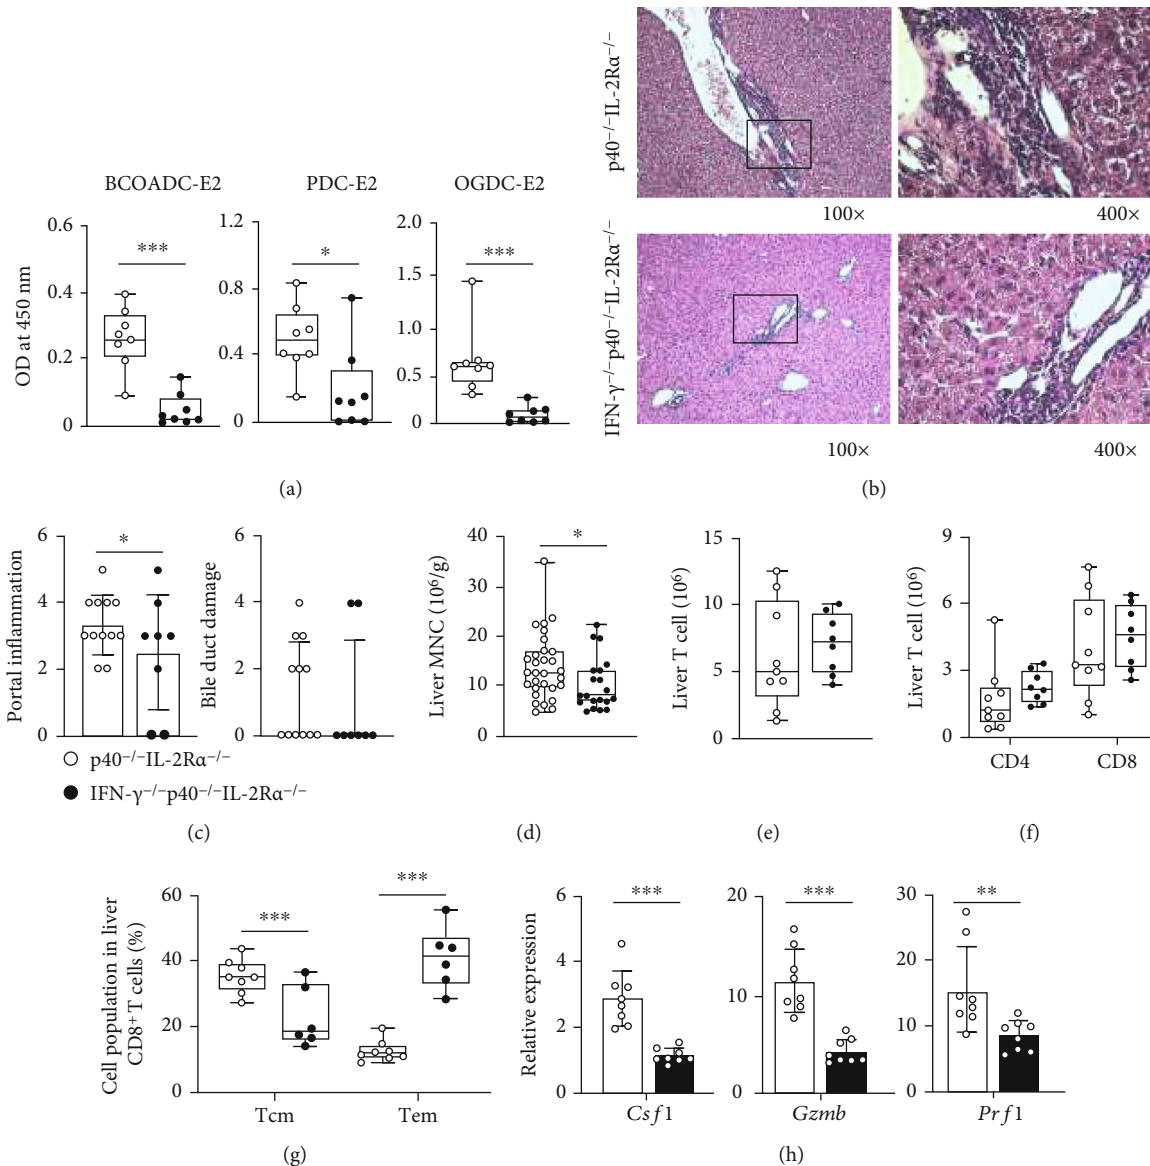 BCOADC-E2
PDC-E2
OGDC-E2
OD at 450 nm
0.6
0.4
0.2
0
***
1.2
0.8
0.4
0
*
2.0
1.5
1.0
0.5
0
***
(a)
p40−/−IL-2Rα−/−
100×
400×
IFN-γ−/−p40−/−IL-2Rα−/−
100×
400×
(b)
Portal inflammation
6
4
2
0
*
Bile duct damage
6
4
2
0
p40−/−IL-2Rα−/−
IFN-γ−/−p40−/−IL-2Rα−/−
(c)
Liver MNC (10⁶/g)
40
30
20
10
0
*
(d)
Liver T cell (10⁶)
15
10
5
0
(e)
Liver T cell (10⁶)
9
6
3
0
CD4
CD8
(f)
Cell population in liver
CD8⁺ T cells (%)
60
40
20
0
***
***
Tcm
Tem
(g)
Relative expression
6
4
2
0
***
Csf1
20
10
0
***
Gzmb
30
20
10
0
**
Prf1
(h)